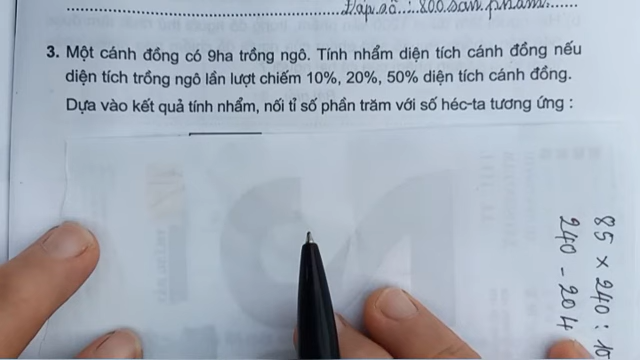 Đáp số : 800 sản phẩm
3. Một cánh đồng có 9ha trồng ngô. Tính nhẩm diện tích cánh đồng nếu
diện tích trồng ngô lần lượt chiếm 10%, 20%, 50% diện tích cánh đồng.
Dựa vào kết quả tính nhẩm, nối tỉ số phần trăm với số héc-ta tương ứng :
85 × 240 : 10
240 - 204